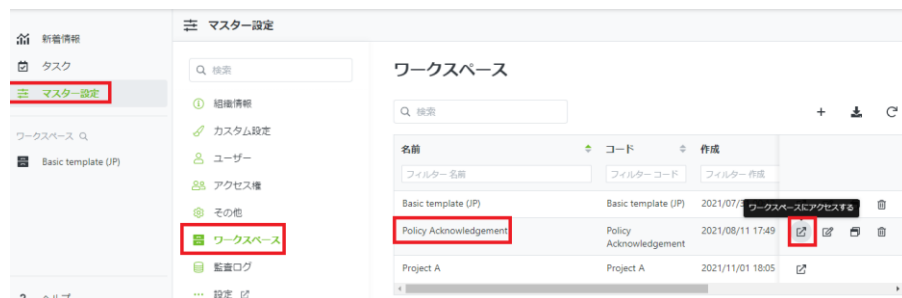 マスター設定
新着情報
タスク
マスター設定
ワークスペース
Basic template (JP)
検索
組織情報
カスタム設定
ユーザー
アクセス権
その他
ワークスペース
監査ログ
設定
ワークスペース
検索
名前 コード 作成
フィルター 名前 フィルター コード フィルター 作成
Basic template (JP) Basic template (JP) 2021/07/3
ワークスペースにアクセスする
Policy Acknowledgement Policy Acknowledgement 2021/08/11 17:49
Project A Project A 2021/11/01 18:05